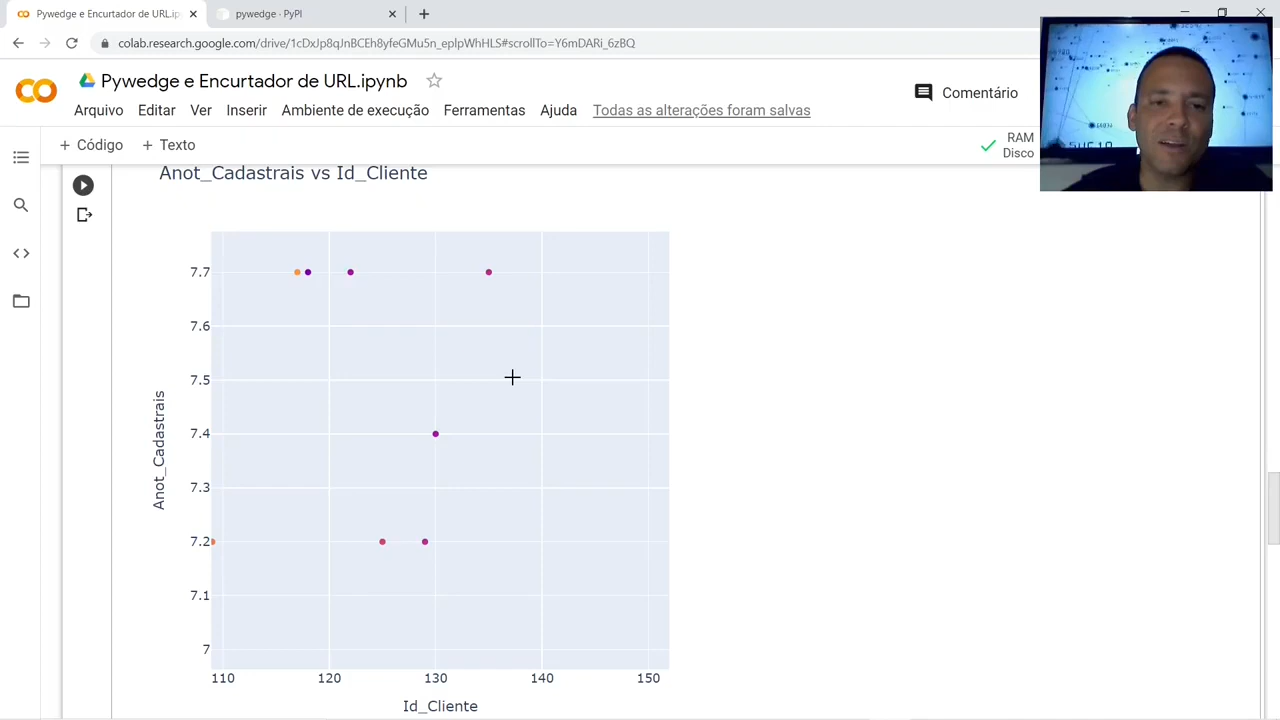 Pywedge e Encurtador de URL.ip
pywedge · PyPI
colab.research.google.com/drive/1cDxJp8qJnBCEh8yfeGMu5n_eplpvYhHLS#scrollTo=Y6mDARi_6zBQ
Pywedge e Encurtador de URL.ipynb
Comentário
Arquivo Editar Ver Inserir Ambiente de execução Ferramentas Ajuda Todas as alterações foram salvas
+ Código + Texto
RAM
Disco
Anot_Cadastrais vs Id_Cliente
7.7
7.6
7.5
7.4
7.3
7.2
7.1
7
Anot_Cadastrais
110 120 130 140 150
Id_Cliente